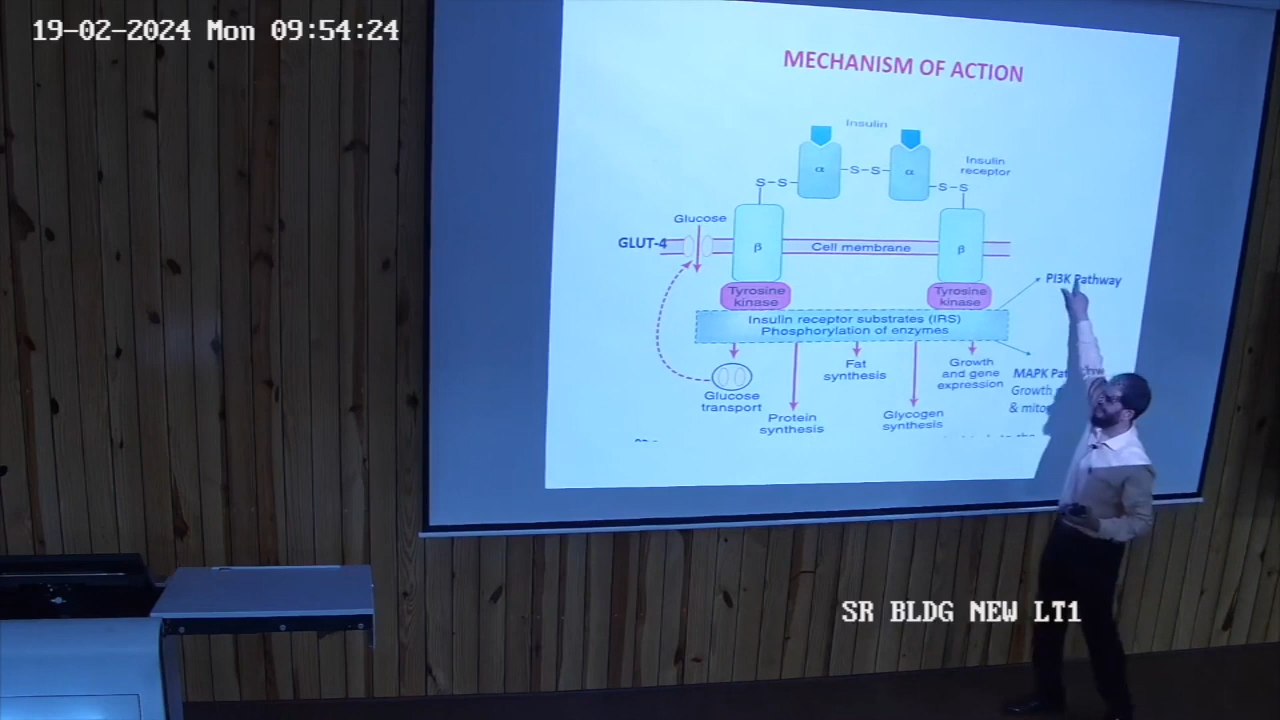 19-02-2024 Mon 09:54:24
MECHANISM OF ACTION
Insulin
α
S-S
α
Insulin
receptor
S-S
S-S
Glucose
GLUT-4
β
Cell membrane
β
PI3K Pathway
Tyrosine
kinase
Tyrosine
kinase
Insulin receptor substrates (IRS)
Phosphorylation of enzymes
Glucose
transport
Protein
synthesis
Fat
synthesis
Glycogen
synthesis
Growth
and gene
expression
MAPK
Growth
&
SR BLDG NEW LT1